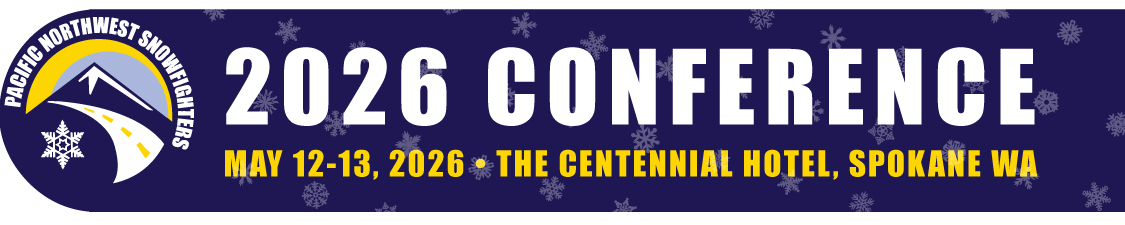 PACIFIC NORTHWEST SNOWFIGHTERS
2026 CONFERENCE
MAY 12-13, 2026 • THE CENTENNIAL HOTEL, SPOKANE WA